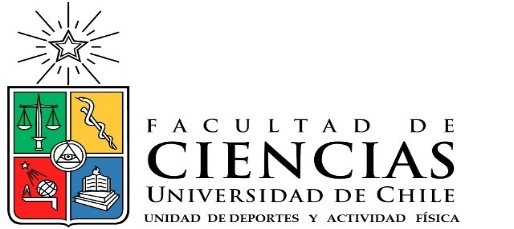 FACULTAD DE
CIENCIAS
UNIVERSIDAD DE CHILE
UNIDAD DE DEPORTES Y ACTIVIDAD FÍSICA